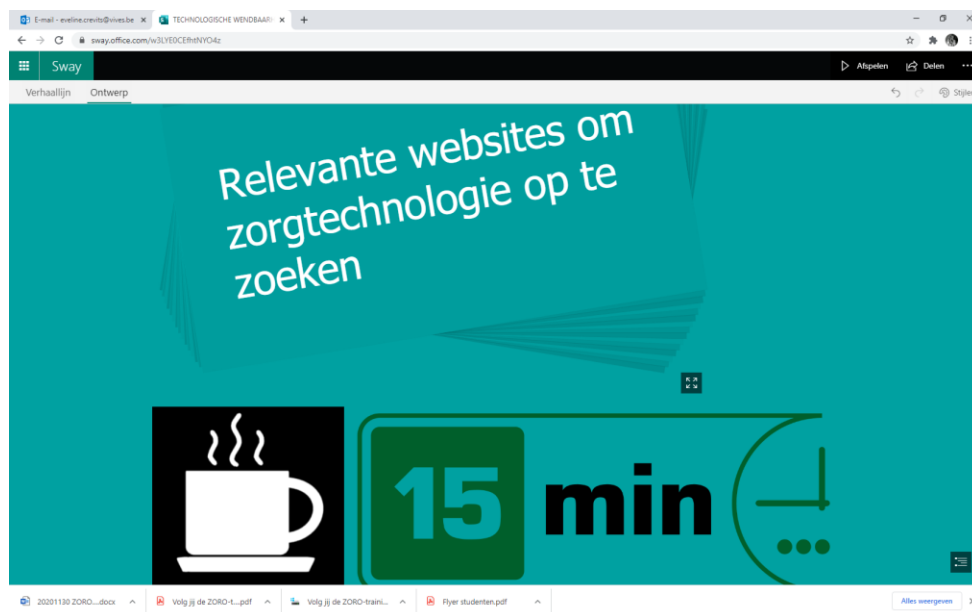 E-mail - eveline.crevits@vives.be
TECHNOLOGISCHE WENDBAAR
sway.office.com/w3LYE0CEfhtNYO4z
Sway
Afspelen
Delen
Verhaallijn
Ontwerp
Stijlen
Relevante websites om
zorgtechnologie op te
zoeken
15 min
20201130 ZORO....docx
Volg jij de ZORO-t....pdf
Volg jij de ZORO-traini...
Flyer studenten.pdf
Alles weergeven